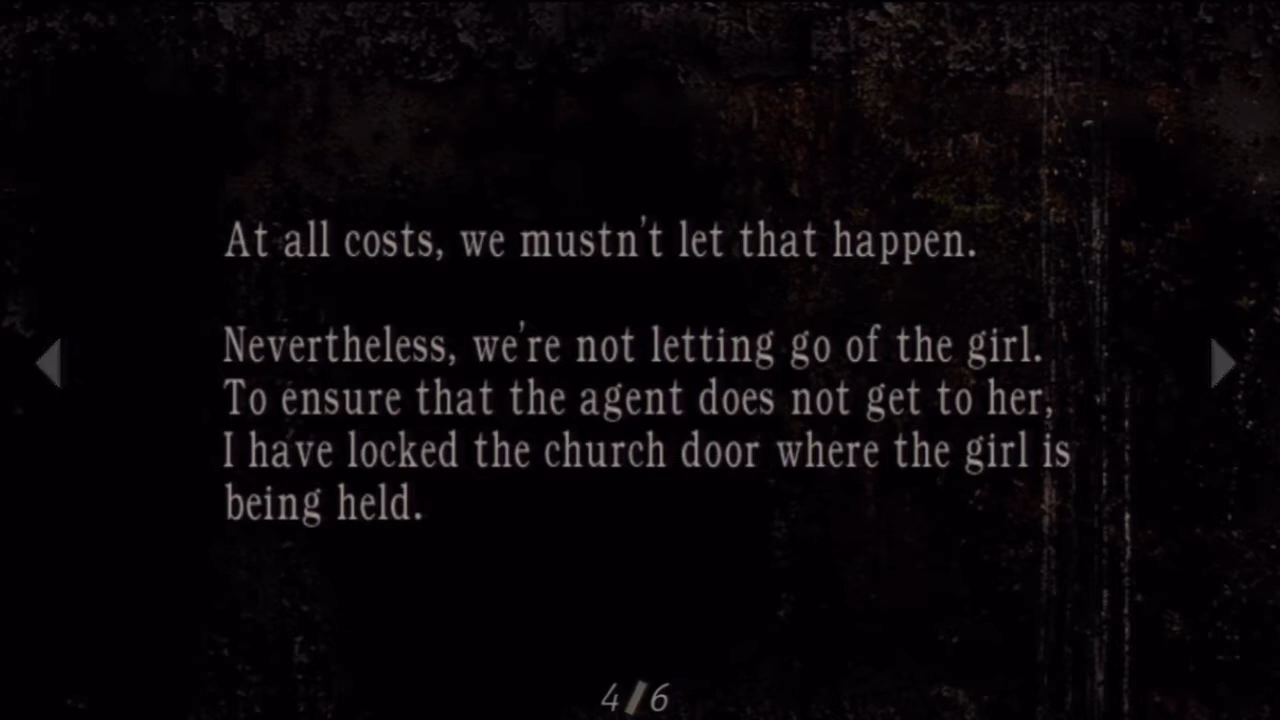 At all costs, we mustn't let that happen.
Nevertheless, we're not letting go of the girl.
To ensure that the agent does not get to her,
I have locked the church door where the girl is
being held.
4/6